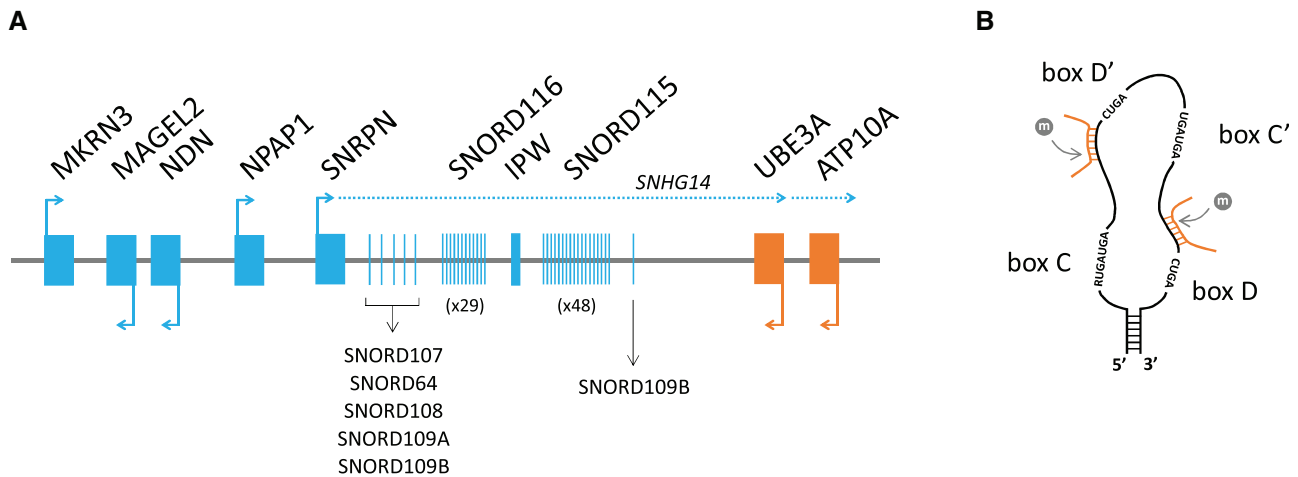 A
MKRN3
MAGEL2
NDN
NPAP1
SNRPN
SNORD116
IPW
SNORD115
UBE3A
ATP10A
SNHG14
(x29)
(x48)
SNORD107
SNORD64
SNORD108
SNORD109A
SNORD109B
SNORD109B
B
box D’
CUGA
UGAUGA
box C’
m
m
box C
RUGAUGA
CUGA
box D
5’ 3’